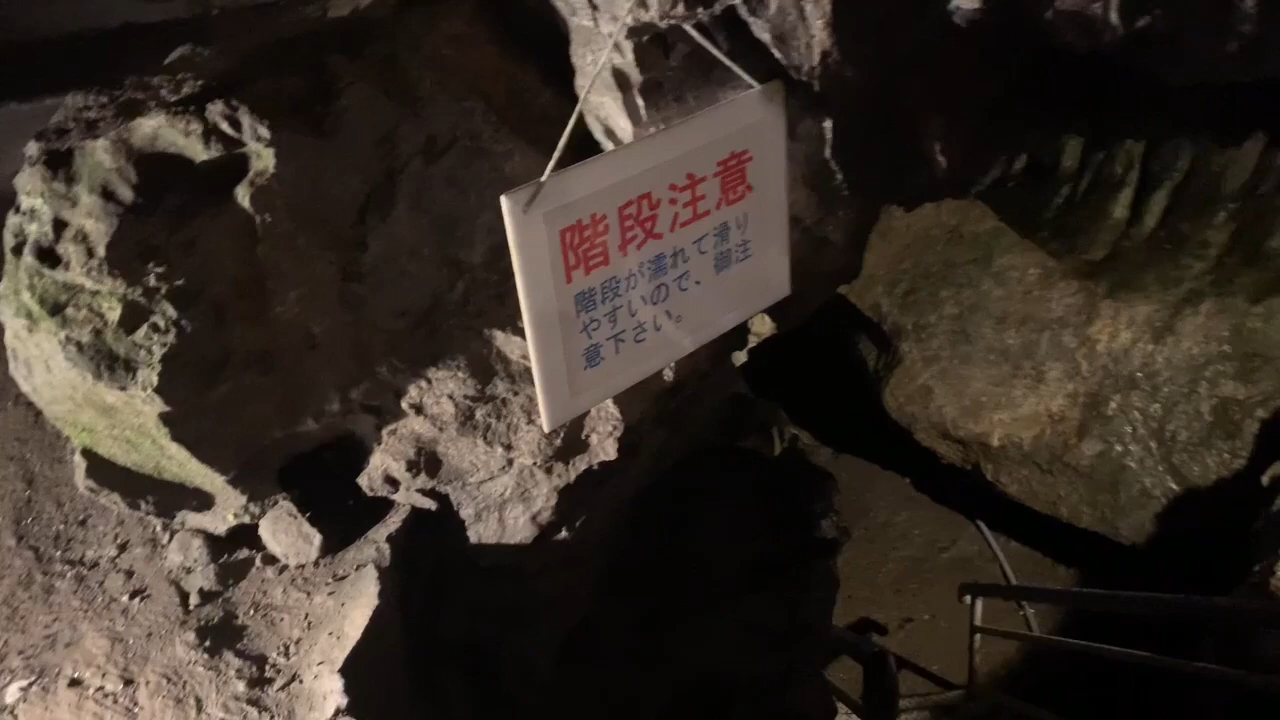 階段注意
階段が濡れて滑り
やすいので、御注
意下さい。